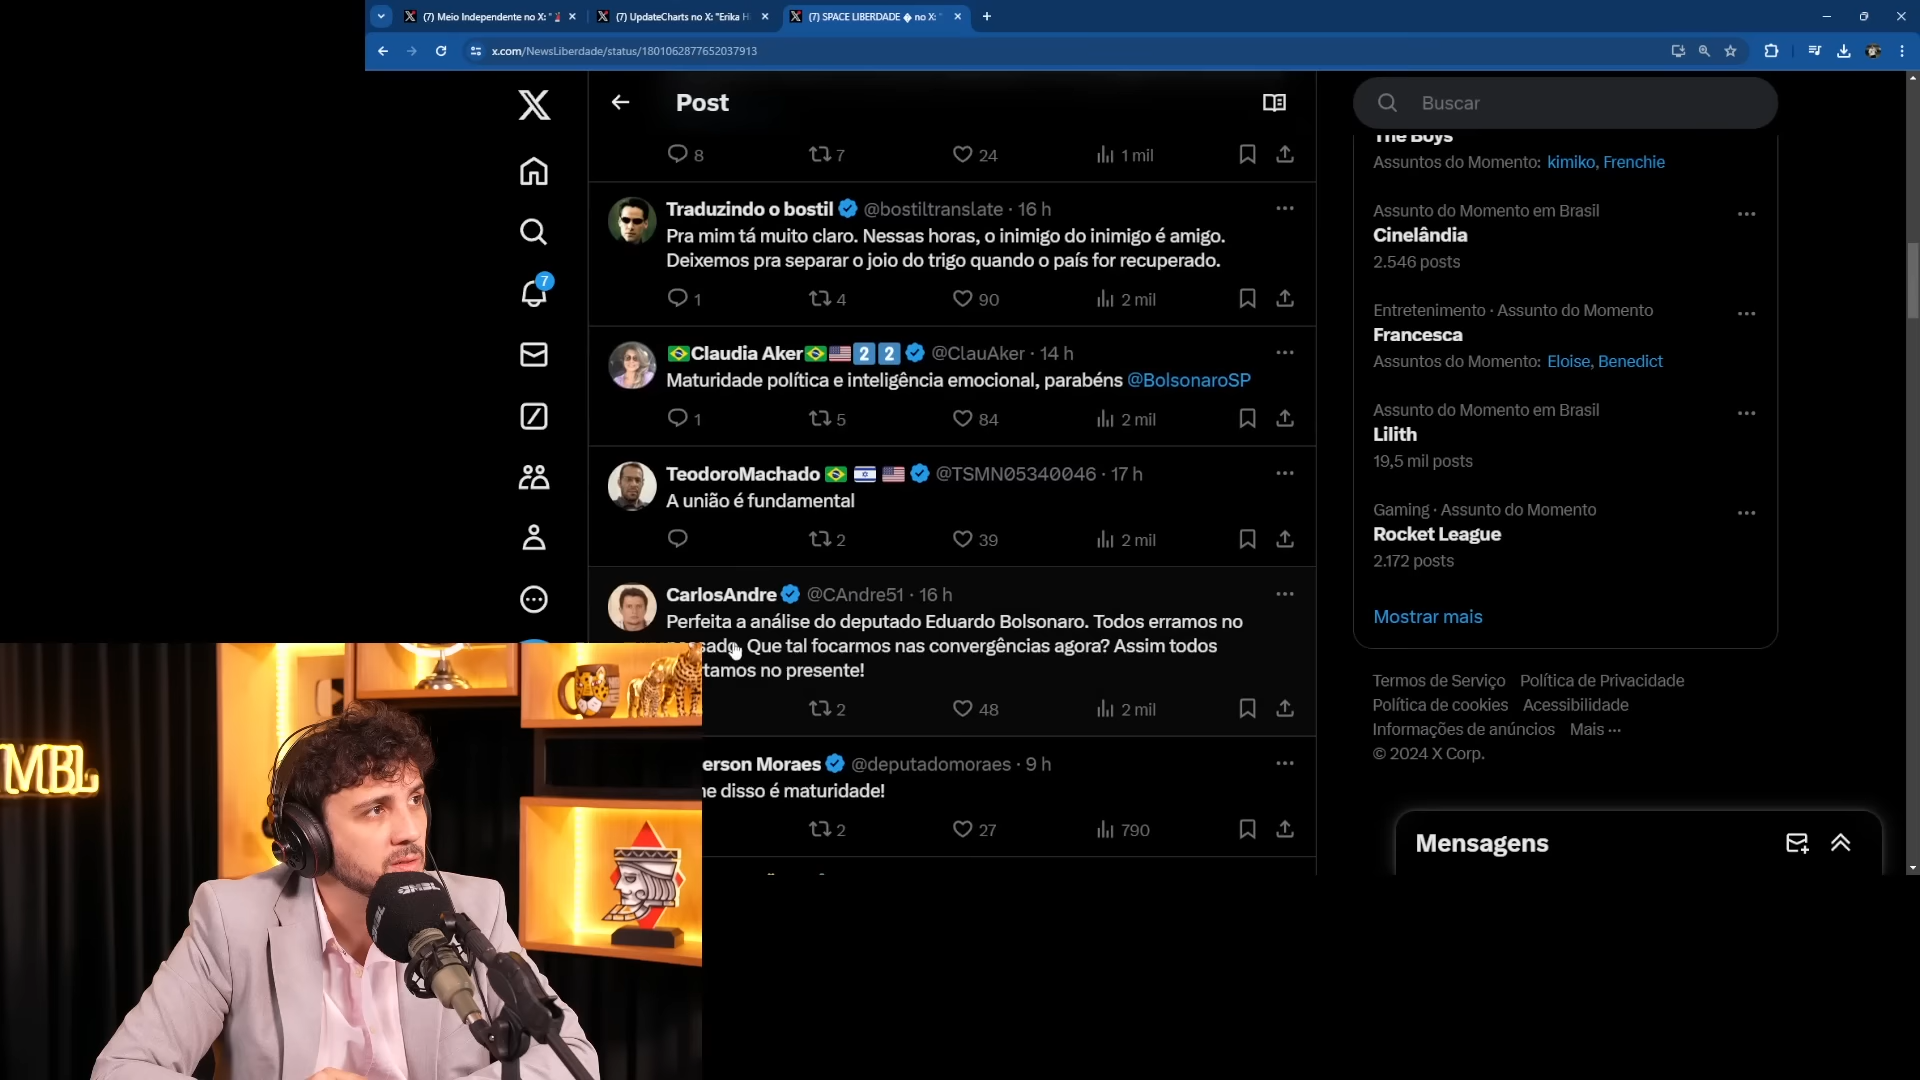 (7) Meio Independente no X: "
(7) UpdateCharts no X: "Erika H
(7) SPACE LIBERDADE � no X: "
x.com/NewsLiberdade/status/1801062877652037913
Post
8 7 24 1 mil
Traduzindo o bostil @bostiltranslate · 16 h
Pra mim tá muito claro. Nessas horas, o inimigo do inimigo é amigo.
Deixemos pra separar o joio do trigo quando o país for recuperado.
1 4 90 2 mil
🇧🇷Claudia Aker🇧🇷🇺🇸2️⃣2️⃣ @ClauAker · 14 h
Maturidade política e inteligência emocional, parabéns @BolsonaroSP
1 5 84 2 mil
TeodoroMachado 🇧🇷 🇮🇱 🇺🇸 @TSMN05340046 · 17 h
A união é fundamental
2 39 2 mil
CarlosAndre @CAndre51 · 16 h
Perfeita a análise do deputado Eduardo Bolsonaro. Todos erramos no
Que tal focarmos nas convergências agora? Assim todos
tamos no presente!
2 48 2 mil
erson Moraes @deputadomoraes · 9 h
disso é maturidade!
2 27 790
7
Buscar
The Boys
Assuntos do Momento: kimiko, Frenchie
Assunto do Momento em Brasil
Cinelândia
2.546 posts
Entretenimento · Assunto do Momento
Francesca
Assuntos do Momento: Eloise, Benedict
Assunto do Momento em Brasil
Lilith
19,5 mil posts
Gaming · Assunto do Momento
Rocket League
2.172 posts
Mostrar mais
Termos de Serviço Política de Privacidade
Política de cookies Acessibilidade
Informações de anúncios Mais ···
© 2024 X Corp.
Mensagens
MBL
MBL